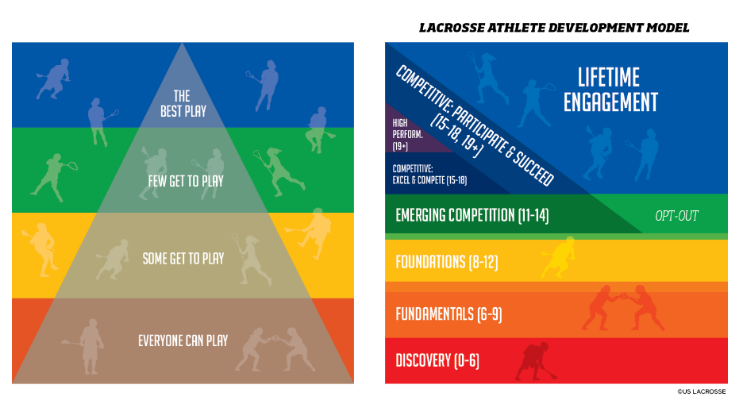 LACROSSE ATHLETE DEVELOPMENT MODEL
THE
BEST PLAY
FEW GET TO PLAY
SOME GET TO PLAY
EVERYONE CAN PLAY
LIFETIME
ENGAGEMENT
COMPETITIVE: PARTICIPATE & SUCCEED
(15-18, 19+)
HIGH
PERFORM.
(19+)
COMPETITIVE:
EXCEL & COMPETE (15-18)
EMERGING COMPETITION (11-14)
OPT-OUT
FOUNDATIONS (8-12)
FUNDAMENTALS (6-9)
DISCOVERY (0-6)
©US LACROSSE